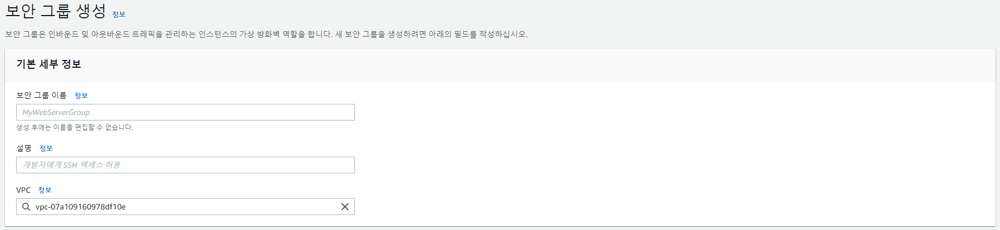 보안 그룹 생성 정보
보안 그룹은 인바운드 및 아웃바운드 트래픽을 관리하는 인스턴스의 가상 방화벽 역할을 합니다. 새 보안 그룹을 생성하려면 아래의 필드를 작성하십시오.
기본 세부 정보
보안 그룹 이름 정보
MyWebServerGroup
생성 후에는 이름을 편집할 수 없습니다.
설명 정보
개발자에게 SSH 액세스 허용
VPC 정보
vpc-07a109160978df10e